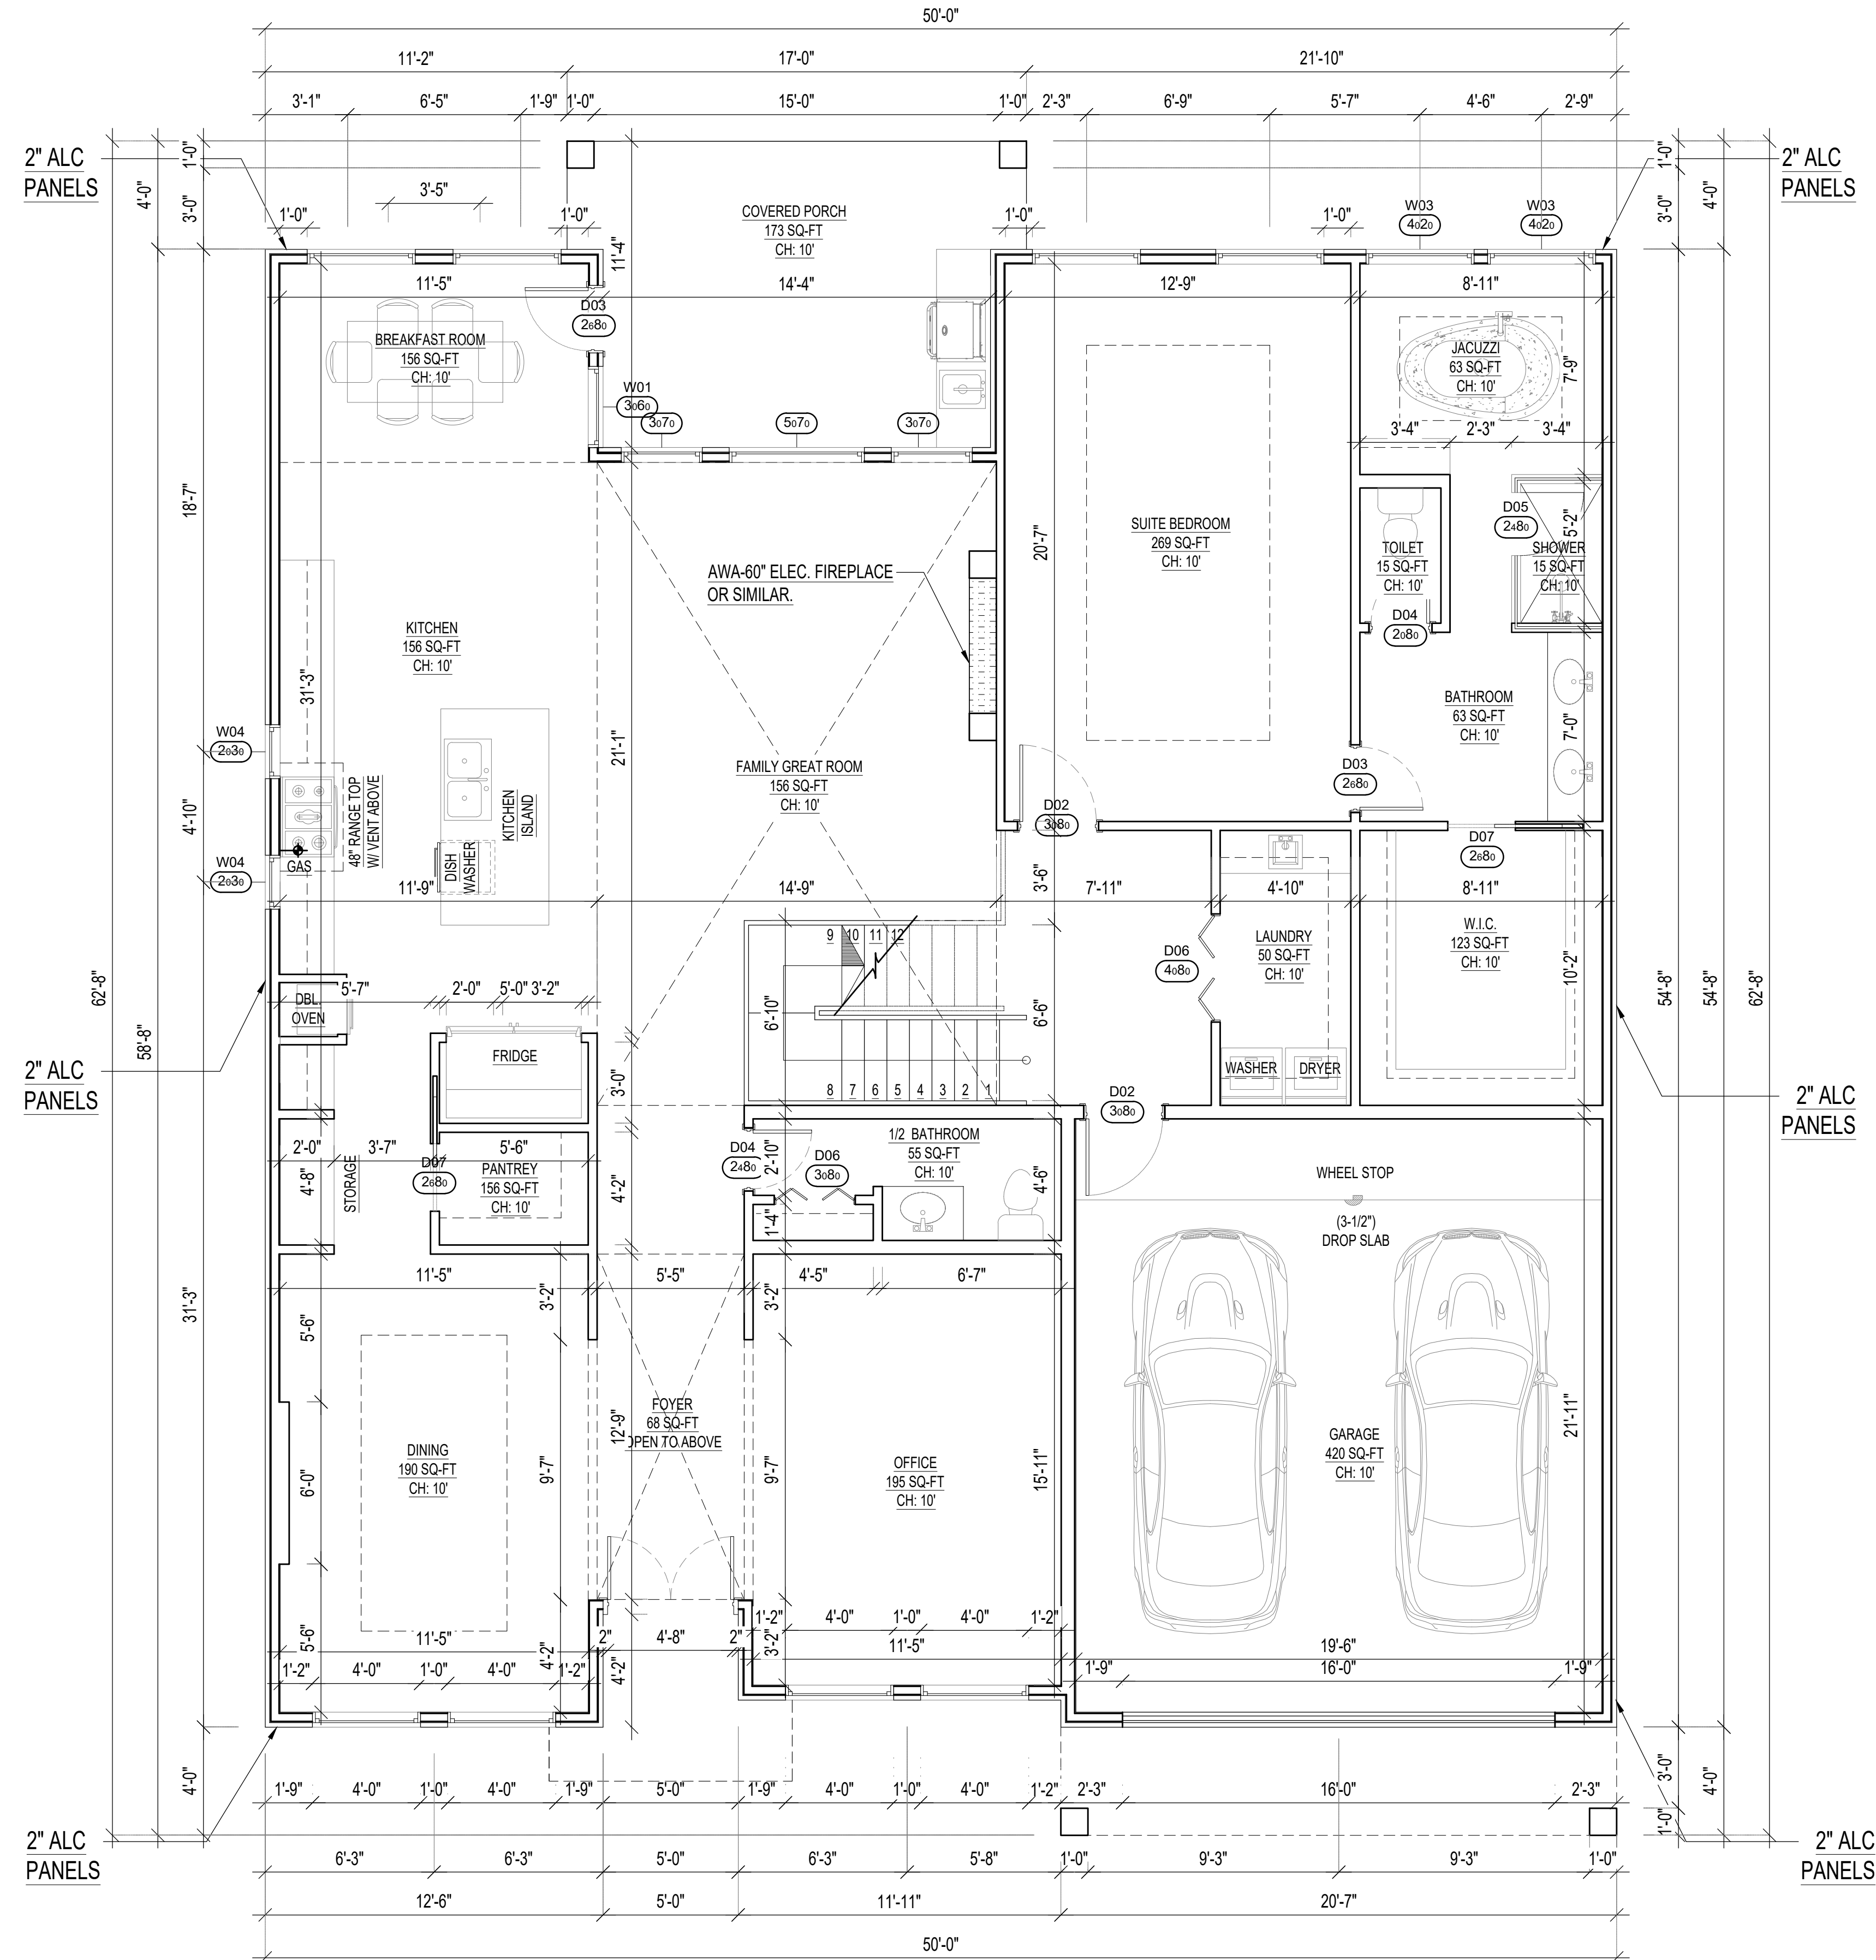 50'-0"
11'-2" 17'-0" 21'-10"
3'-1" 6'-5" 1'-9" 1'-0" 15'-0" 1'-0" 2'-3" 6'-9" 5'-7" 4'-6" 2'-9"
2" ALC
PANELS
1'-0"
4'-0"
3'-0"
3'-5"
1'-0" 1'-0"
COVERED PORCH
173 SQ-FT
CH: 10'
11'-4"
1'-0" 1'-0"
W03
4020
W03
4020
1'-0"
3'-0"
4'-0"
2" ALC
PANELS
11'-5" 14'-4" 12'-9" 8'-11"
D03
2680
BREAKFAST ROOM
156 SQ-FT
CH: 10'
JACUZZI
63 SQ-FT
CH: 10'
7'-9"
W01
3060
3070 5070 3070
3'-4" 2'-3" 3'-4"
18'-7"
SUITE BEDROOM
269 SQ-FT
CH: 10'
20'-7"
D05
2480
5'-2"
TOILET
15 SQ-FT
CH: 10'
SHOWER
15 SQ-FT
CH: 10'
AWA-60" ELEC. FIREPLACE
OR SIMILAR.
D04
2080
KITCHEN
156 SQ-FT
CH: 10'
31'-3"
BATHROOM
63 SQ-FT
CH: 10'
7'-0"
W04
2030
21'-1"
FAMILY GREAT ROOM
156 SQ-FT
CH: 10'
D03
2680
48" RANGE TOP
W/ VENT ABOVE
KITCHEN
ISLAND
4'-10"
D02
3080
D07
2680
W04
2030
GAS
DISH
WASHER
11'-9" 14'-9" 3'-6" 7'-11" 4'-10" 8'-11"
9 10 11 12
W.I.C.
123 SQ-FT
CH: 10'
LAUNDRY
50 SQ-FT
CH: 10'
D06
4080
10'-2"
62'-8"
58'-8"
5'-7" 2'-0" 5'-0" 3'-2"
DBL.
OVEN
6'-10"
6'-6"
54'-8"
54'-8"
62'-8"
FRIDGE
2" ALC
PANELS
WASHER DRYER
3'-0"
8 7 6 5 4 3 2 1
D02
3080
2" ALC
PANELS
2'-0" 3'-7" 5'-6"
4'-8"
STORAGE
D07
2680
PANTREY
156 SQ-FT
CH: 10'
4'-2"
D04
2480
2'-10"
D06
3080
1/2 BATHROOM
55 SQ-FT
CH: 10'
4'-6"
1'-4"
WHEEL STOP
(3-1/2")
DROP SLAB
11'-5" 5'-5" 4'-5" 6'-7"
31'-3"
5'-6"
3'-2"
3'-2"
FOYER
68 SQ-FT
OPEN TO ABOVE
12'-9"
21'-11"
DINING
190 SQ-FT
CH: 10'
6'-0"
9'-7"
9'-7"
OFFICE
195 SQ-FT
CH: 10'
15'-11"
GARAGE
420 SQ-FT
CH: 10'
5'-6"
11'-5"
4'-2"
2" 4'-8" 2"
4'-2"
1'-2" 4'-0" 1'-0" 4'-0" 1'-2"
3'-2"
11'-5"
19'-6"
1'-2" 4'-0" 1'-0" 4'-0" 1'-2"
1'-9" 16'-0" 1'-9"
4'-0"
1'-9" 4'-0" 1'-0" 4'-0" 1'-9" 5'-0" 1'-9" 4'-0" 1'-0" 4'-0" 1'-2" 2'-3" 16'-0" 2'-3"
3'-0"
4'-0"
1'-0"
2" ALC
PANELS
2" ALC
PANELS
6'-3" 6'-3" 5'-0" 6'-3" 5'-8" 1'-0" 9'-3" 9'-3" 1'-0"
12'-6" 5'-0" 11'-11" 20'-7"
50'-0"